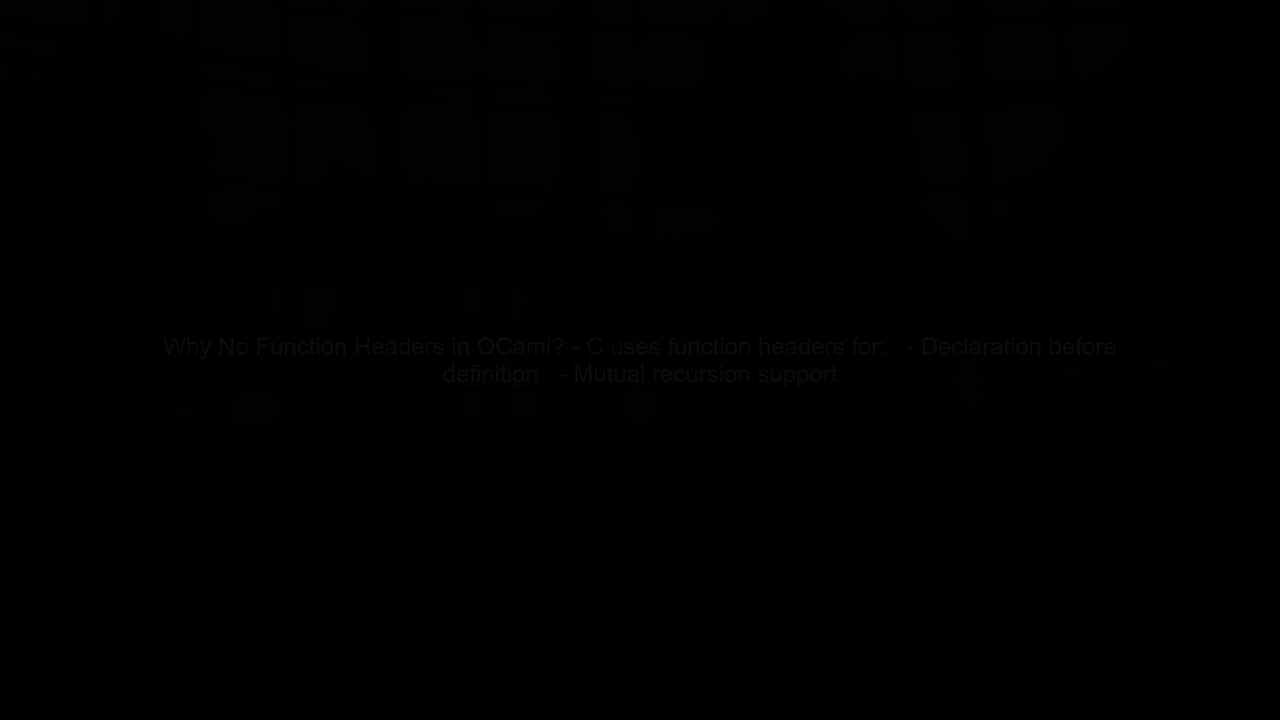 Why No Function Headers in OCaml? - C uses function headers for:   - Declaration before
definition   - Mutual recursion support